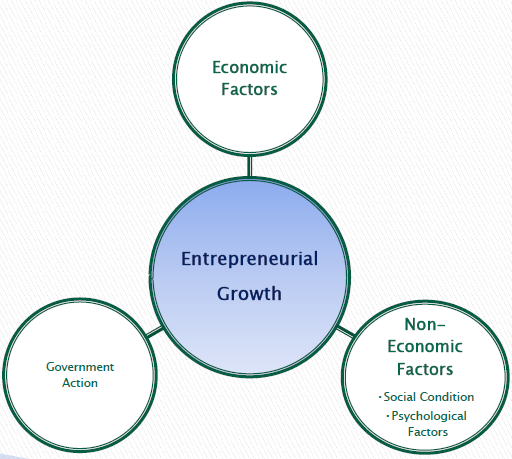 Economic
Factors
Entrepreneurial
Growth
Government
Action
Non-
Economic
Factors
•Social Condition
•Psychological
Factors